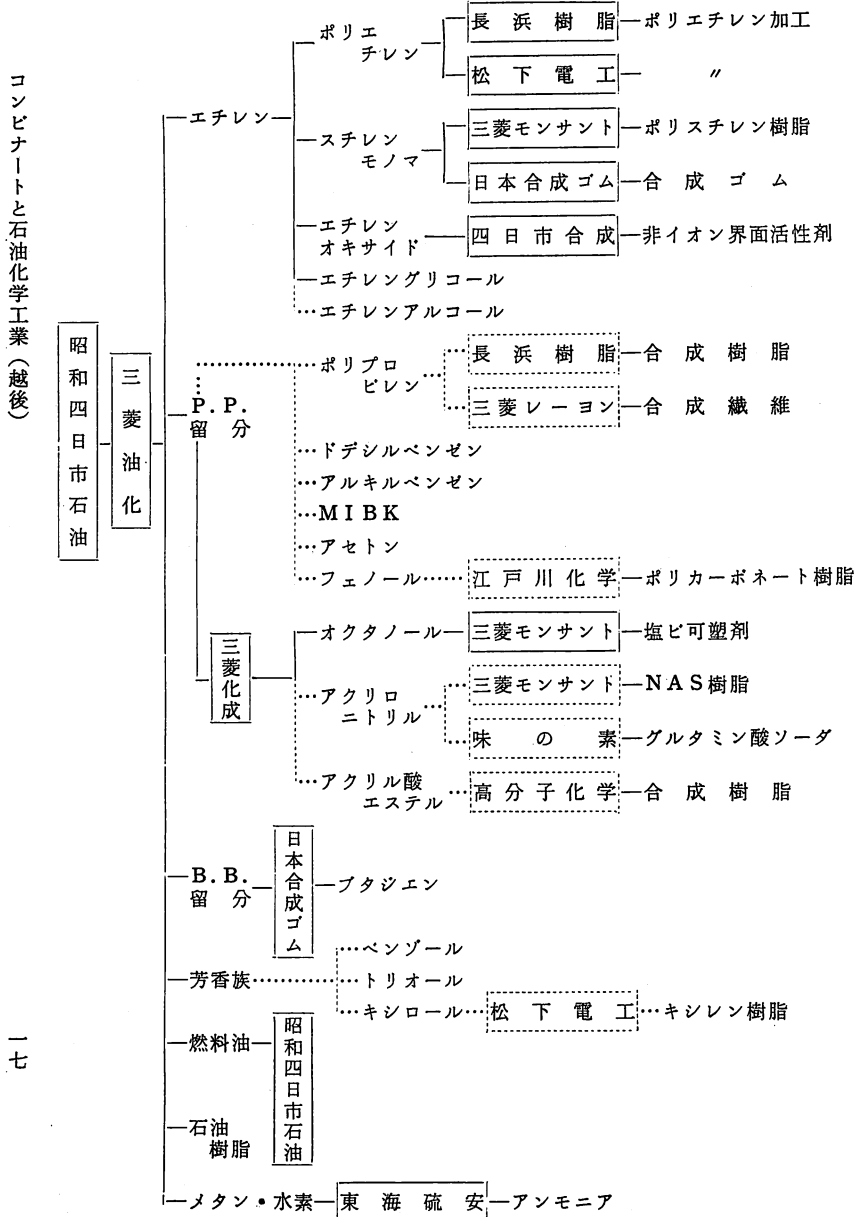 コンビナートと石油化学工業(越後)
一七
昭和四日市石油
三菱油化
エチレン
ポリエ
チレン
長浜樹脂
ポリエチレン加工
松下電工
〃
スチレン
モノマ
三菱モンサント
ポリスチレン樹脂
日本合成ゴム
合成ゴム
エチレン
オキサイド
四日市合成
非イオン界面活性剤
エチレングリコール
エチレンアルコール
P.P.
留分
ポリプロ
ピレン
長浜樹脂
合成樹脂
三菱レーヨン
合成繊維
ドデシルベンゼン
アルキルベンゼン
MIBK
アセトン
フェノール
江戸川化学
ポリカーボネート樹脂
三菱化成
オクタノール
三菱モンサント
塩ビ可塑剤
アクリロ
ニトリル
三菱モンサント
NAS樹脂
味の素
グルタミン酸ソーダ
アクリル酸
エステル
高分子化学
合成樹脂
B.B.
留分
日本合成ゴム
ブタジエン
芳香族
ベンゾール
トリオール
キシロール
松下電工
キシレン樹脂
燃料油
昭和四日市石油
石油
樹脂
メタン・水素
東海硫安
アンモニア